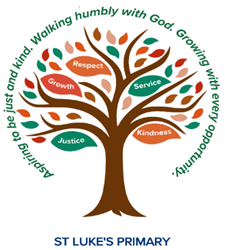 Aspiring to be just and kind. Walking humbly with God. Growing with every opportunity.
Respect
Growth
Service
Justice
Kindness
ST LUKE'S PRIMARY